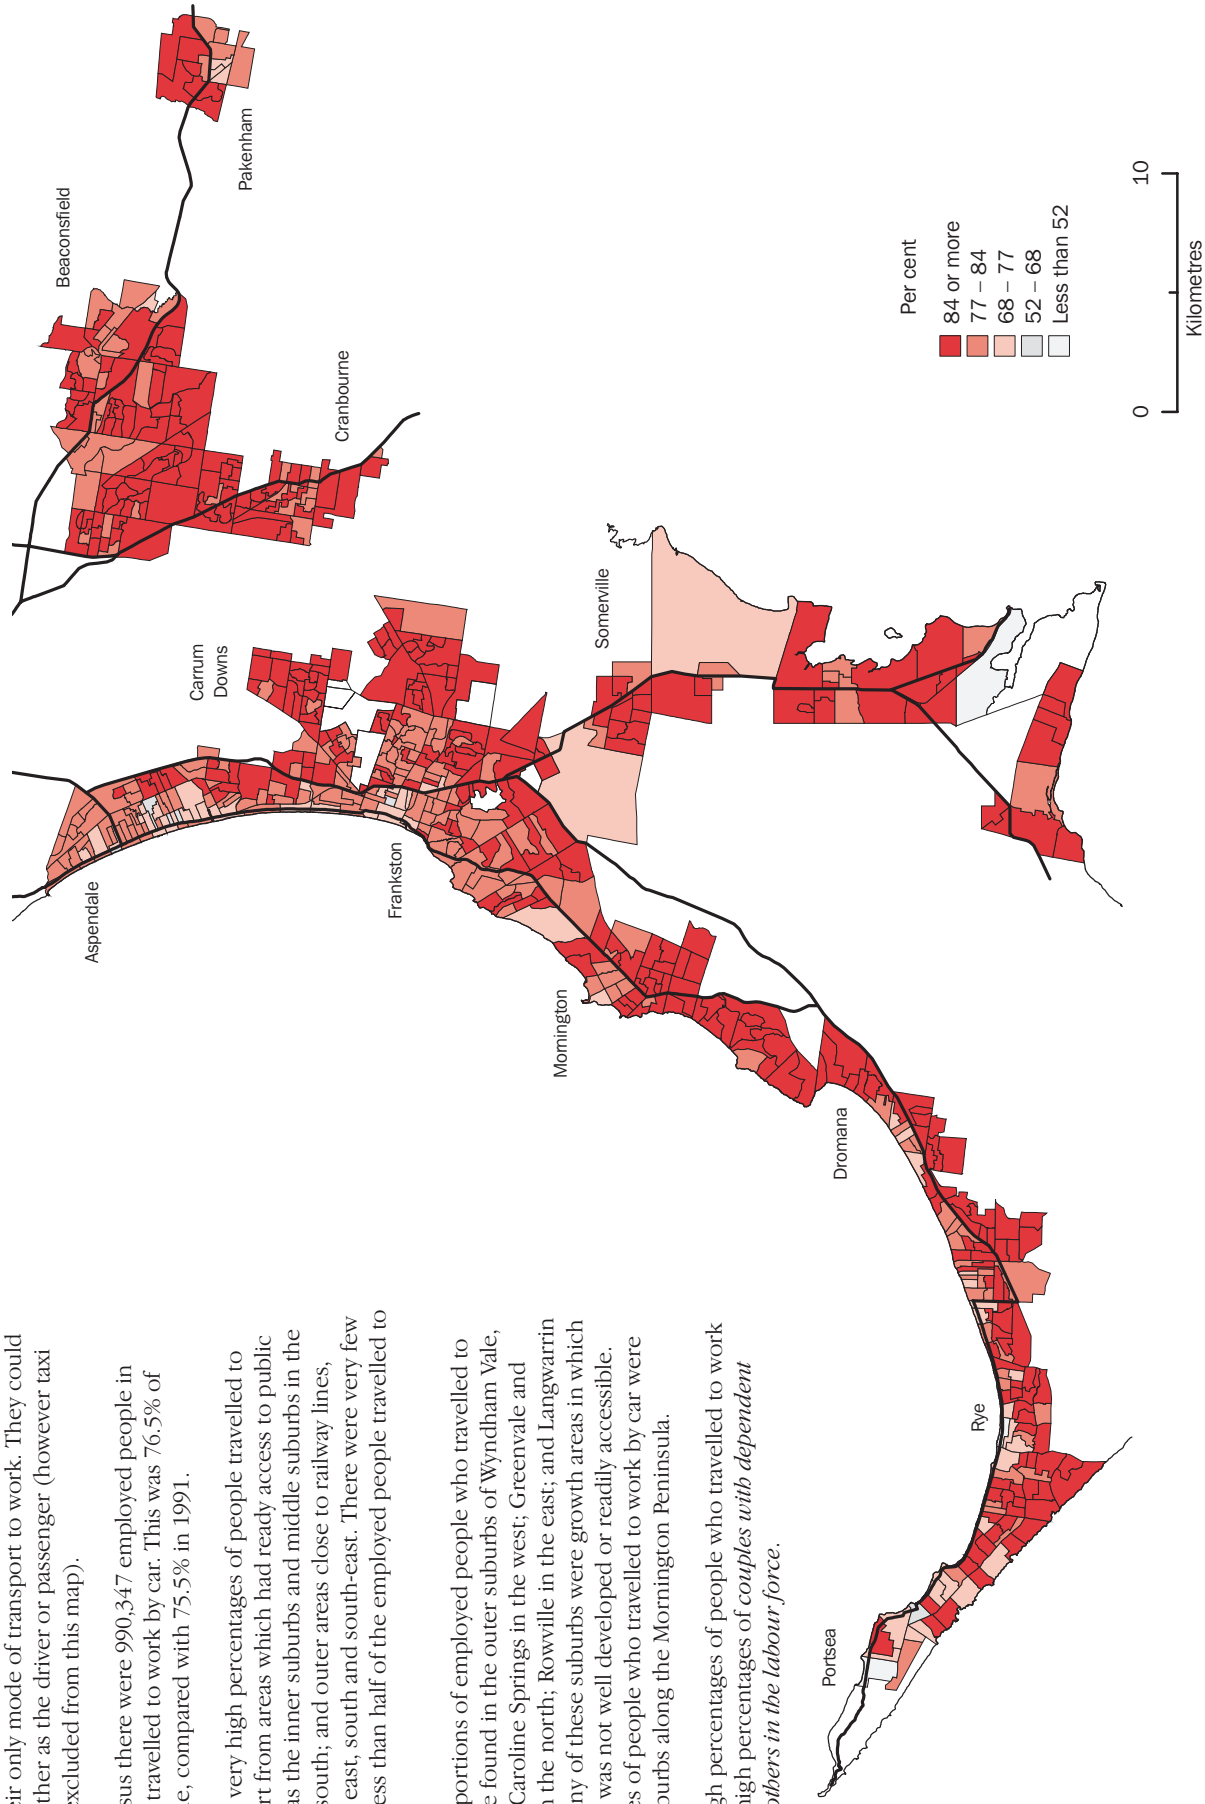 eir only mode of transport to work. They could
ther as the driver or passenger (however taxi
excluded from this map).
sus there were 990,347 employed people in
travelled to work by car. This was 76.5% of
e, compared with 75.5% in 1991.
very high percentages of people travelled to
rt from areas which had ready access to public
as the inner suburbs and middle suburbs in the
south; and outer areas close to railway lines,
east, south and south-east. There were very few
ess than half of the employed people travelled to
portions of employed people who travelled to
e found in the outer suburbs of Wyndham Vale,
Caroline Springs in the west; Greenvale and
n the north; Rowville in the east; and Langwarrin
ny of these suburbs were growth areas in which
was not well developed or readily accessible.
es of people who travelled to work by car were
ourbs along the Mornington Peninsula.
gh percentages of people who travelled to work
high percentages of couples with dependent
others in the labour force.
Beaconsfield
Pakenham
Cranbourne
Carrum
Downs
Somerville
Aspendale
Frankston
Mornington
Dromana
Rye
Portsea
Per cent
84 or more
77 – 84
68 – 77
52 – 68
Less than 52
0
10
Kilometres